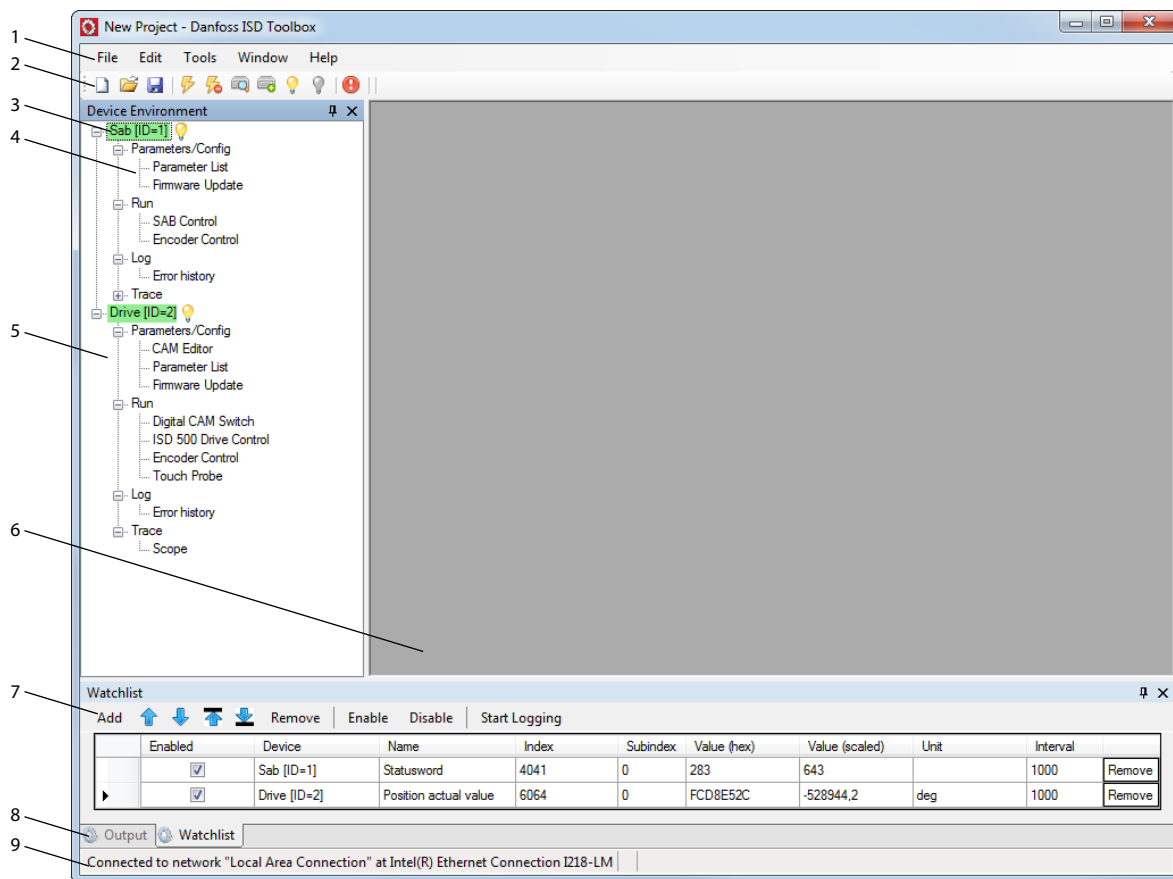 New Project - Danfoss ISD Toolbox
1
File Edit Tools Window Help
2
3
Device Environment
Sab [ID=1]
4
Parameters/Config
Parameter List
Firmware Update
Run
SAB Control
Encoder Control
Log
Error history
Trace
Drive [ID=2]
5
Parameters/Config
CAM Editor
Parameter List
Firmware Update
Run
Digital CAM Switch
ISD 500 Drive Control
Encoder Control
Touch Probe
Log
Error history
6
Trace
Scope
7
Watchlist
Add Remove Enable Disable Start Logging
Enabled Device Name Index Subindex Value (hex) Value (scaled) Unit Interval
Sab [ID=1] Statusword 4041 0 283 643 1000 Remove
Drive [ID=2] Position actual value 6064 0 FCD8E52C -528944,2 deg 1000 Remove
8
Output Watchlist
9
Connected to network "Local Area Connection" at Intel(R) Ethernet Connection I218-LM